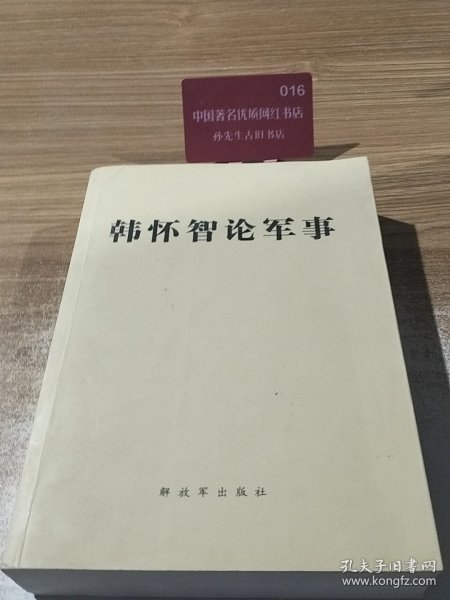 016
中国著名优质网红书店
孙先生古旧书店
韩怀智论军事
解放军出版社
孔夫子旧书网
www.kongfz.com